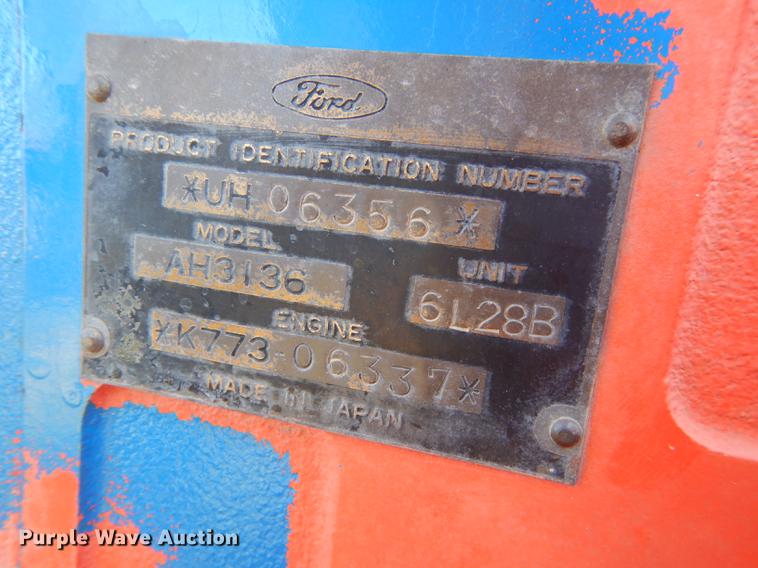 Ford
PRODUCT IDENTIFICATION NUMBER
*UH 06356*
MODEL
AH3136
UNIT
6L28B
ENGINE
*K773-06337*
MADE IN JAPAN
Purple Wave Auction